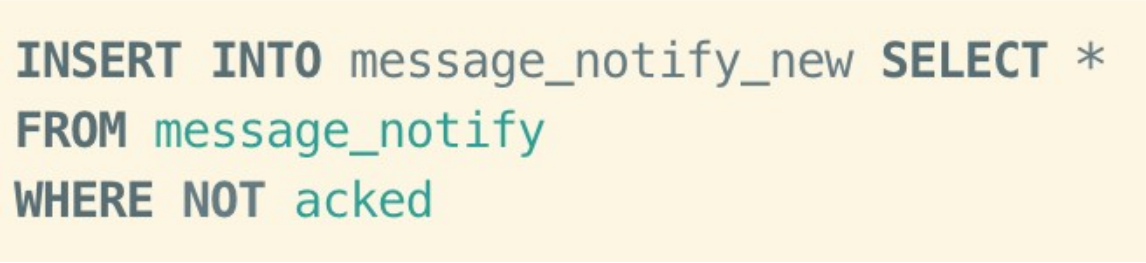 INSERT INTO message_notify_new SELECT *
FROM message_notify
WHERE NOT acked